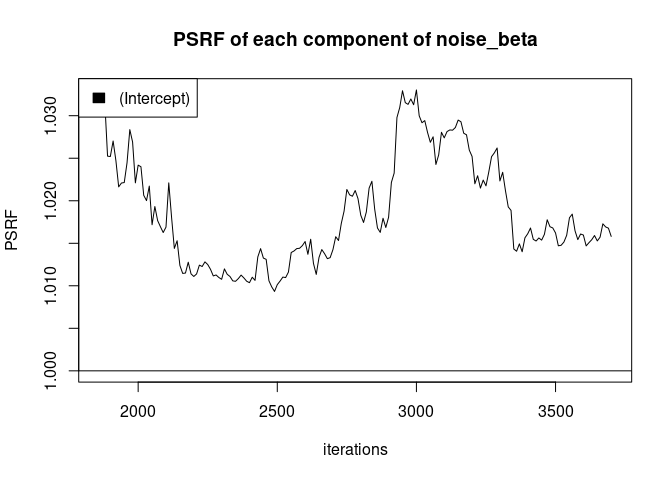 PSRF of each component of noise_beta
(Intercept)
PSRF
1.030
1.020
1.010
1.000
2000 2500 3000 3500
iterations